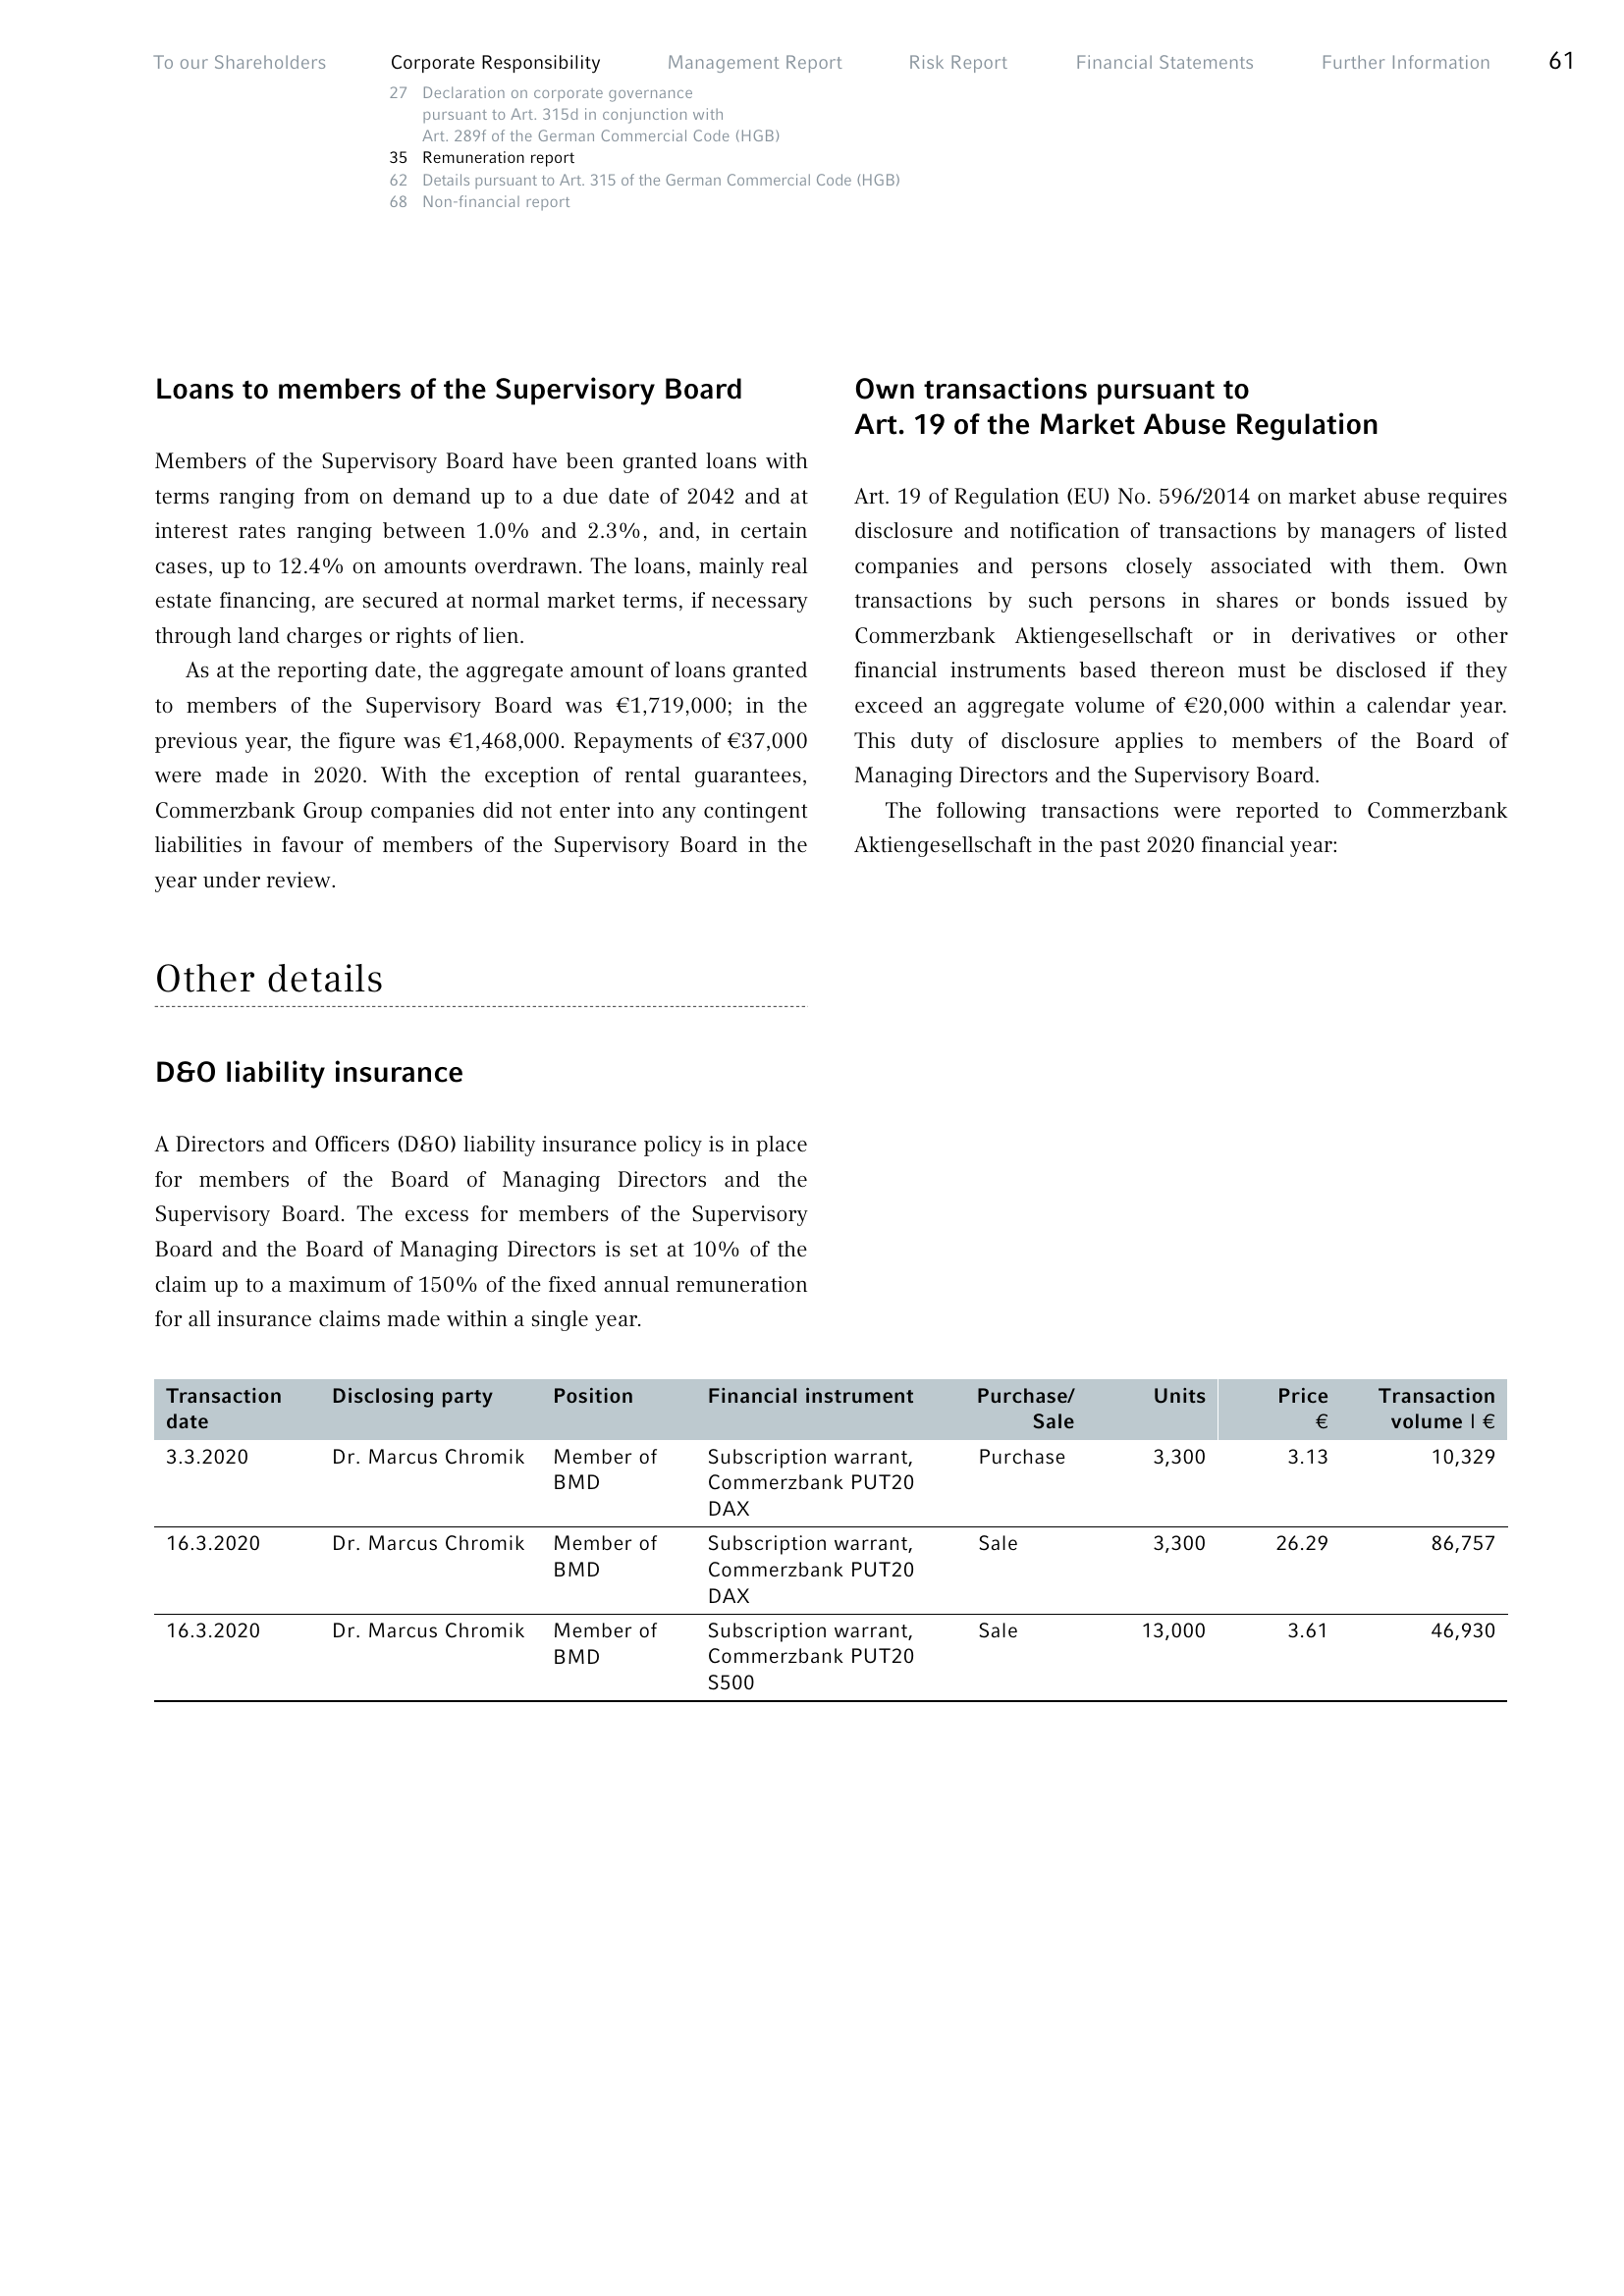 To our Shareholders Corporate Responsibility Management Report Risk Report Financial Statements Further Information 61
27 Declaration on corporate governance
pursuant to Art. 315d in conjunction with
Art. 289f of the German Commercial Code (HGB)
35 Remuneration report
62 Details pursuant to Art. 315 of the German Commercial Code (HGB)
68 Non-financial report
Loans to members of the Supervisory Board
Members of the Supervisory Board have been granted loans with
terms ranging from on demand up to a due date of 2042 and at
interest rates ranging between 1.0% and 2.3%, and, in certain
cases, up to 12.4% on amounts overdrawn. The loans, mainly real
estate financing, are secured at normal market terms, if necessary
through land charges or rights of lien.
As at the reporting date, the aggregate amount of loans granted
to members of the Supervisory Board was €1,719,000; in the
previous year, the figure was €1,468,000. Repayments of €37,000
were made in 2020. With the exception of rental guarantees,
Commerzbank Group companies did not enter into any contingent
liabilities in favour of members of the Supervisory Board in the
year under review.
Other details
D&O liability insurance
A Directors and Officers (D&O) liability insurance policy is in place
for members of the Board of Managing Directors and the
Supervisory Board. The excess for members of the Supervisory
Board and the Board of Managing Directors is set at 10% of the
claim up to a maximum of 150% of the fixed annual remuneration
for all insurance claims made within a single year.
Own transactions pursuant to
Art. 19 of the Market Abuse Regulation
Art. 19 of Regulation (EU) No. 596/2014 on market abuse requires
disclosure and notification of transactions by managers of listed
companies and persons closely associated with them. Own
transactions by such persons in shares or bonds issued by
Commerzbank Aktiengesellschaft or in derivatives or other
financial instruments based thereon must be disclosed if they
exceed an aggregate volume of €20,000 within a calendar year.
This duty of disclosure applies to members of the Board of
Managing Directors and the Supervisory Board.
The following transactions were reported to Commerzbank
Aktiengesellschaft in the past 2020 financial year:
Transaction Disclosing party Position Financial instrument Purchase/ Units Price Transaction
date Sale € volume | €
3.3.2020 Dr. Marcus Chromik Member of Subscription warrant, Purchase 3,300 3.13 10,329
BMD Commerzbank PUT20
DAX
16.3.2020 Dr. Marcus Chromik Member of Subscription warrant, Sale 3,300 26.29 86,757
BMD Commerzbank PUT20
DAX
16.3.2020 Dr. Marcus Chromik Member of Subscription warrant, Sale 13,000 3.61 46,930
BMD Commerzbank PUT20
S500